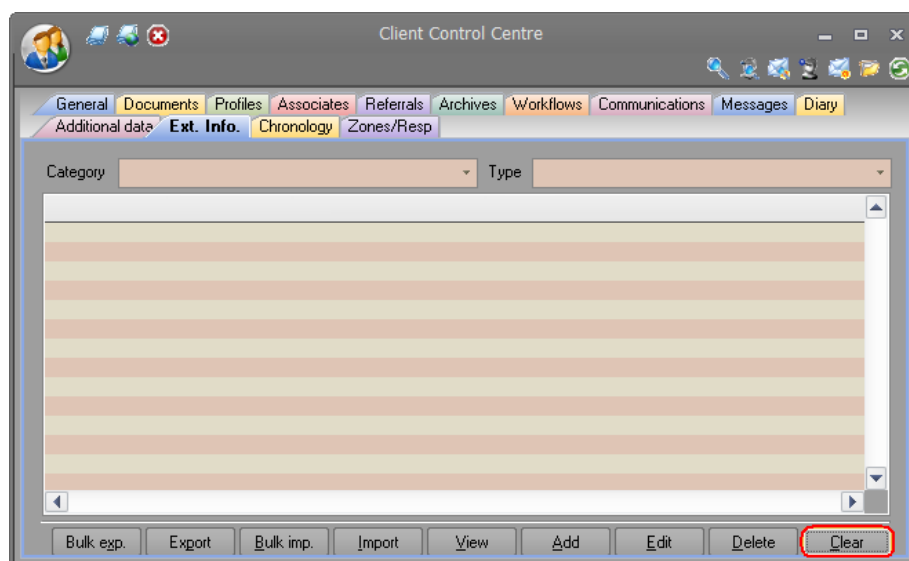 Client Control Centre
General Documents Profiles Associates Referrals Archives Workflows Communications Messages Diary
Additional data Ext. Info. Chronology Zones/Resp
Category Type
Bulk exp. Export Bulk imp. Import View Add Edit Delete Clear